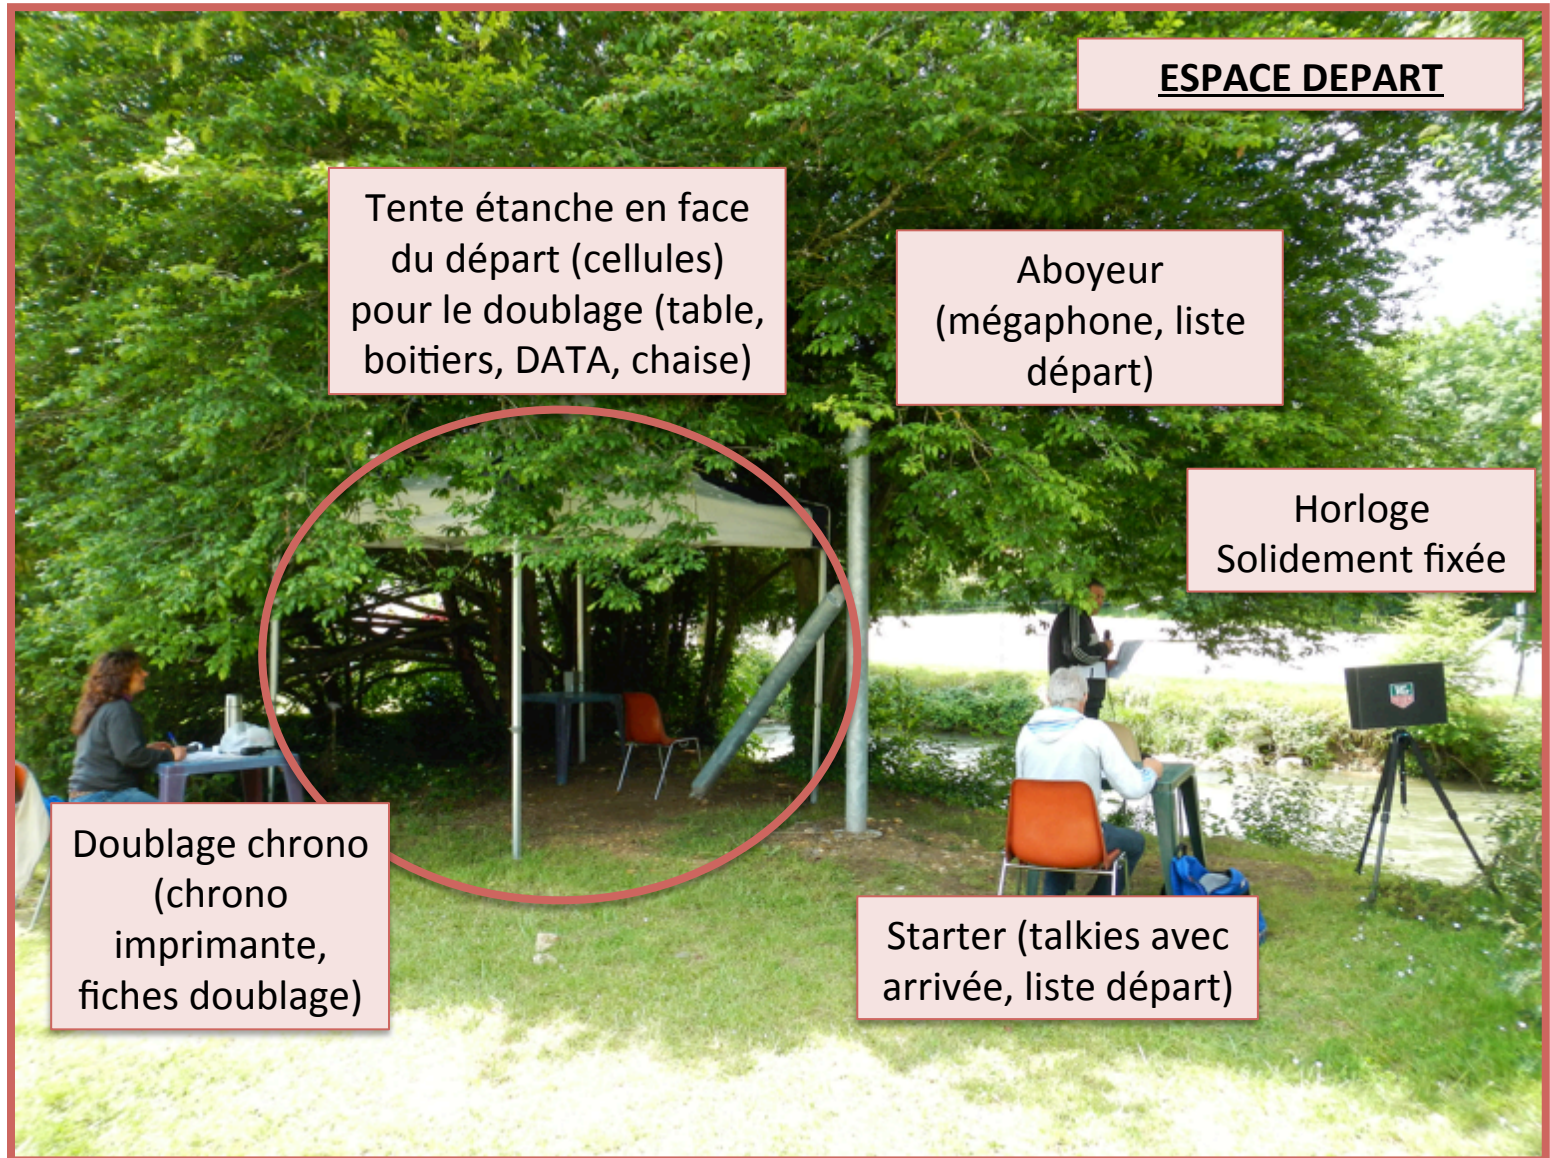 ESPACE DEPART
Tente étanche en face
du départ (cellules)
pour le doublage (table,
boitiers, DATA, chaise)
Aboyeur
(mégaphone, liste
départ)
Horloge
Solidement fixée
Doublage chrono
(chrono
imprimante,
fiches doublage)
Starter (talkies avec
arrivée, liste départ)